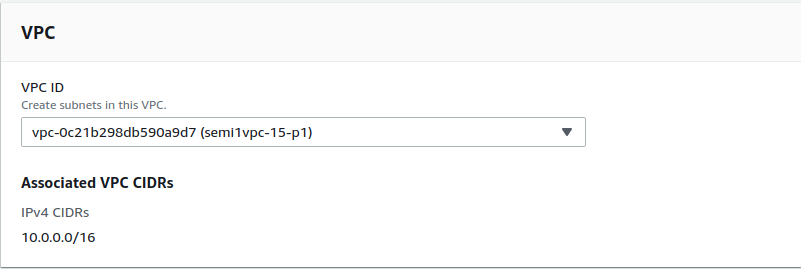 VPC
VPC ID
Create subnets in this VPC.
vpc-0c21b298db590a9d7 (semi1vpc-15-p1)
Associated VPC CIDRs
IPv4 CIDRs
10.0.0.0/16